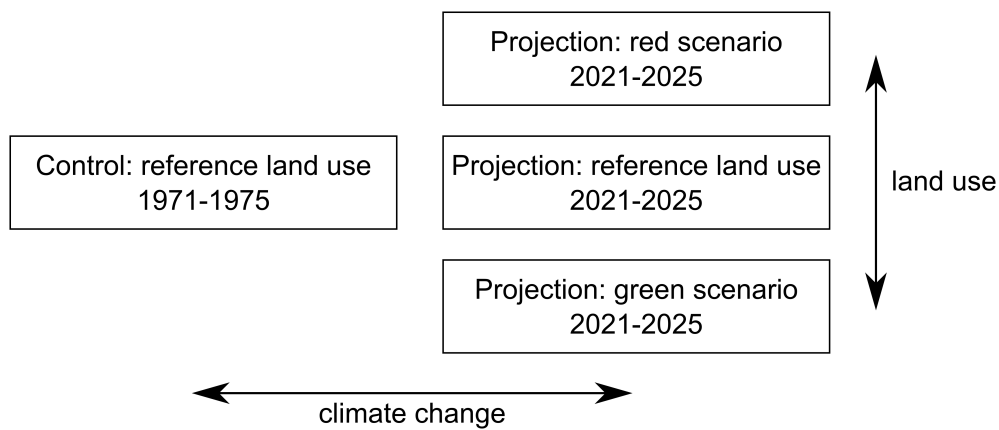 Projection: red scenario
2021-2025
Control: reference land use
1971-1975
Projection: reference land use
2021-2025
land use
Projection: green scenario
2021-2025
climate change